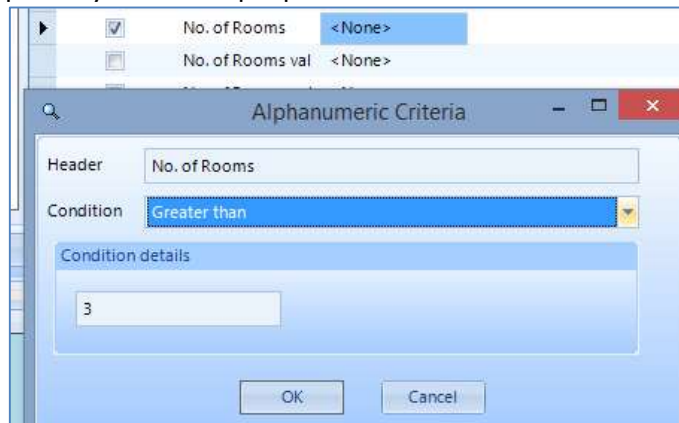 No. of Rooms <None>
No. of Rooms val <None>
Alphanumeric Criteria
Header No. of Rooms
Condition Greater than
Condition details
3
OK Cancel